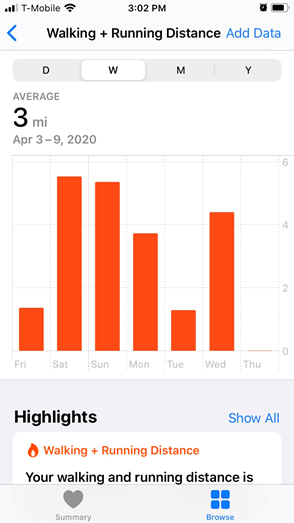 T-Mobile 3:02 PM
Walking + Running Distance Add Data
D W M Y
AVERAGE
3 mi
Apr 3 – 9, 2020
6
4
2
0
Fri Sat Sun Mon Tue Wed Thu
Highlights Show All
Walking + Running Distance
Your walking and running distance is
Summary Browse